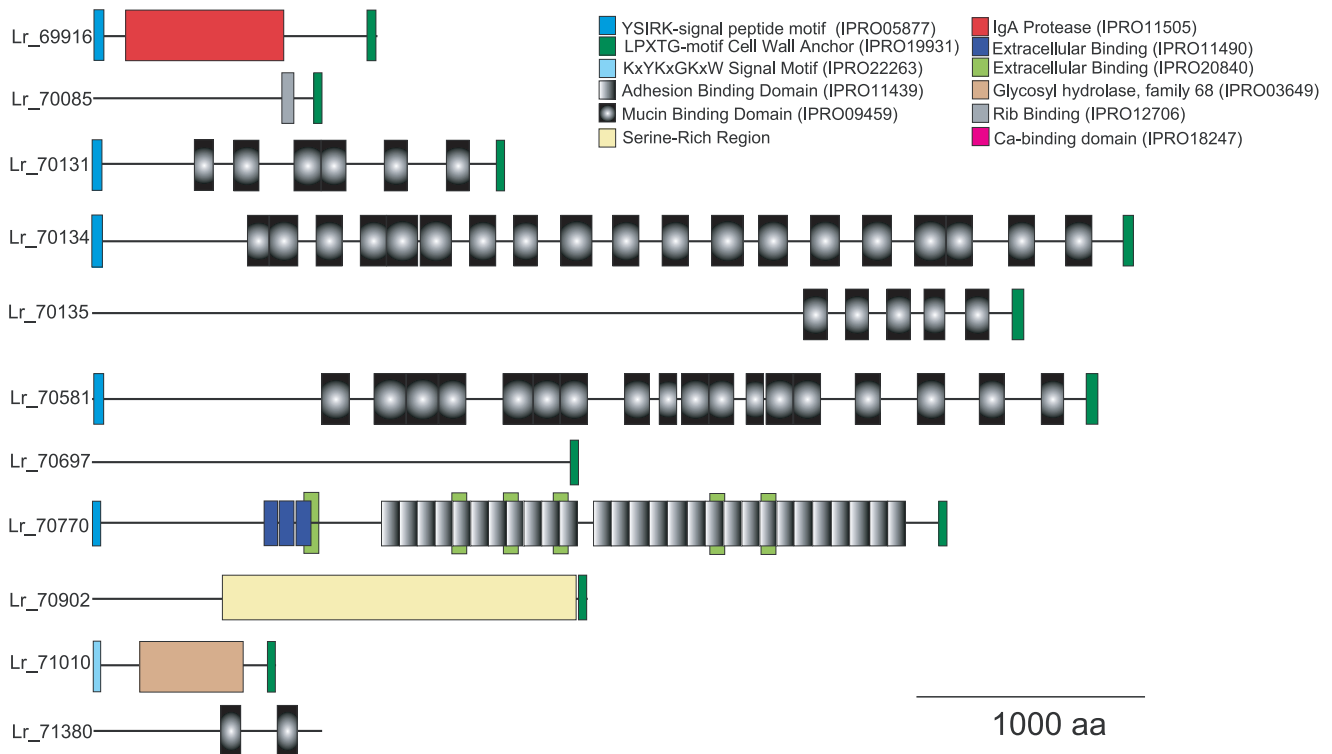 Lr_69916
Lr_70085
Lr_70131
Lr_70134
Lr_70135
Lr_70581
Lr_70697
Lr_70770
Lr_70902
Lr_71010
Lr_71380
YSIRK-signal peptide motif (IPRO05877)
LPXTG-motif Cell Wall Anchor (IPRO19931)
KxYKxGKxW Signal Motif (IPRO22263)
Adhesion Binding Domain (IPRO11439)
Mucin Binding Domain (IPRO09459)
Serine-Rich Region
IgA Protease (IPRO11505)
Extracellular Binding (IPRO11490)
Extracellular Binding (IPRO20840)
Glycosyl hydrolase, family 68 (IPRO03649)
Rib Binding (IPRO12706)
Ca-binding domain (IPRO18247)
1000 aa